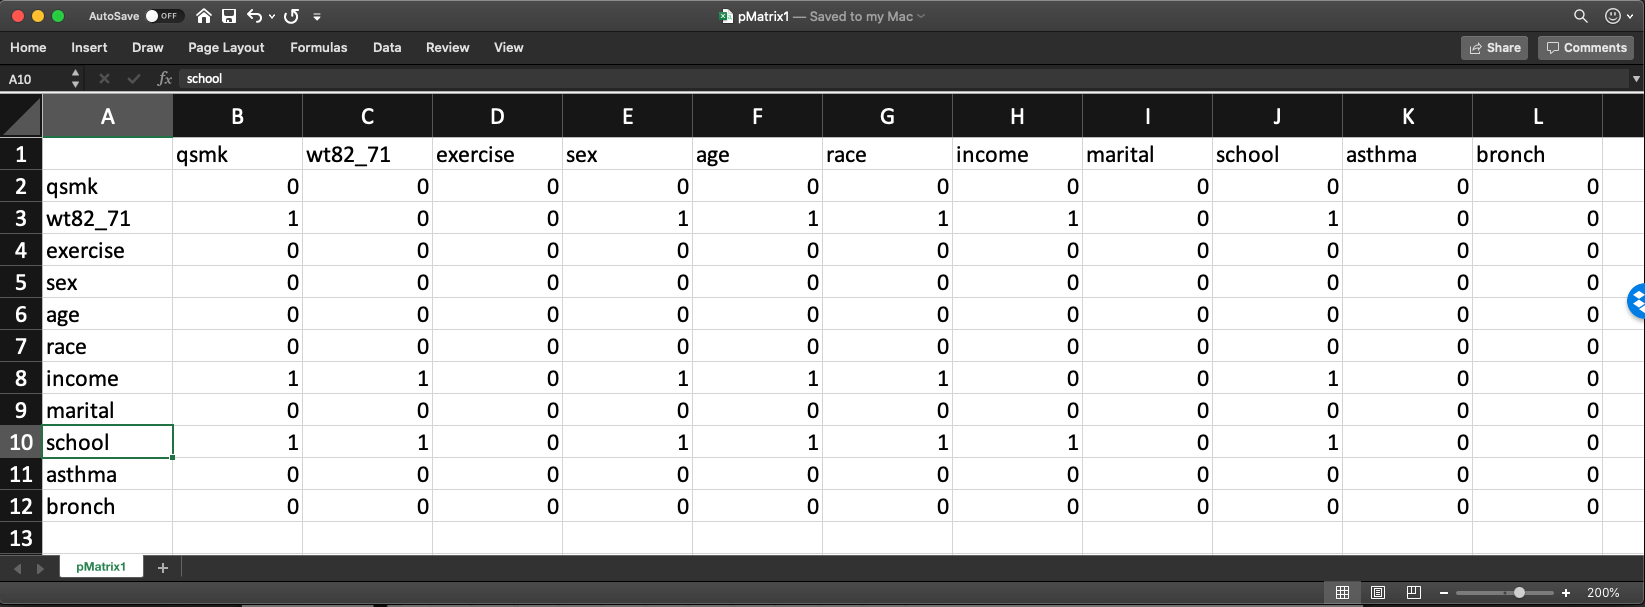 AutoSave OFF pMatrix1 — Saved to my Mac
Home Insert Draw Page Layout Formulas Data Review View Share Comments
A10 fx school
A B C D E F G H I J K L
1 qsmk wt82_71 exercise sex age race income marital school asthma bronch
2 qsmk 0 0 0 0 0 0 0 0 0 0 0
3 wt82_71 1 0 0 1 1 1 1 0 1 0 0
4 exercise 0 0 0 0 0 0 0 0 0 0 0
5 sex 0 0 0 0 0 0 0 0 0 0 0
6 age 0 0 0 0 0 0 0 0 0 0 0
7 race 0 0 0 0 0 0 0 0 0 0 0
8 income 1 1 0 1 1 1 0 0 1 0 0
9 marital 0 0 0 0 0 0 0 0 0 0 0
10 school 1 1 0 1 1 1 1 0 1 0 0
11 asthma 0 0 0 0 0 0 0 0 0 0 0
12 bronch 0 0 0 0 0 0 0 0 0 0 0
13
pMatrix1 +
200%